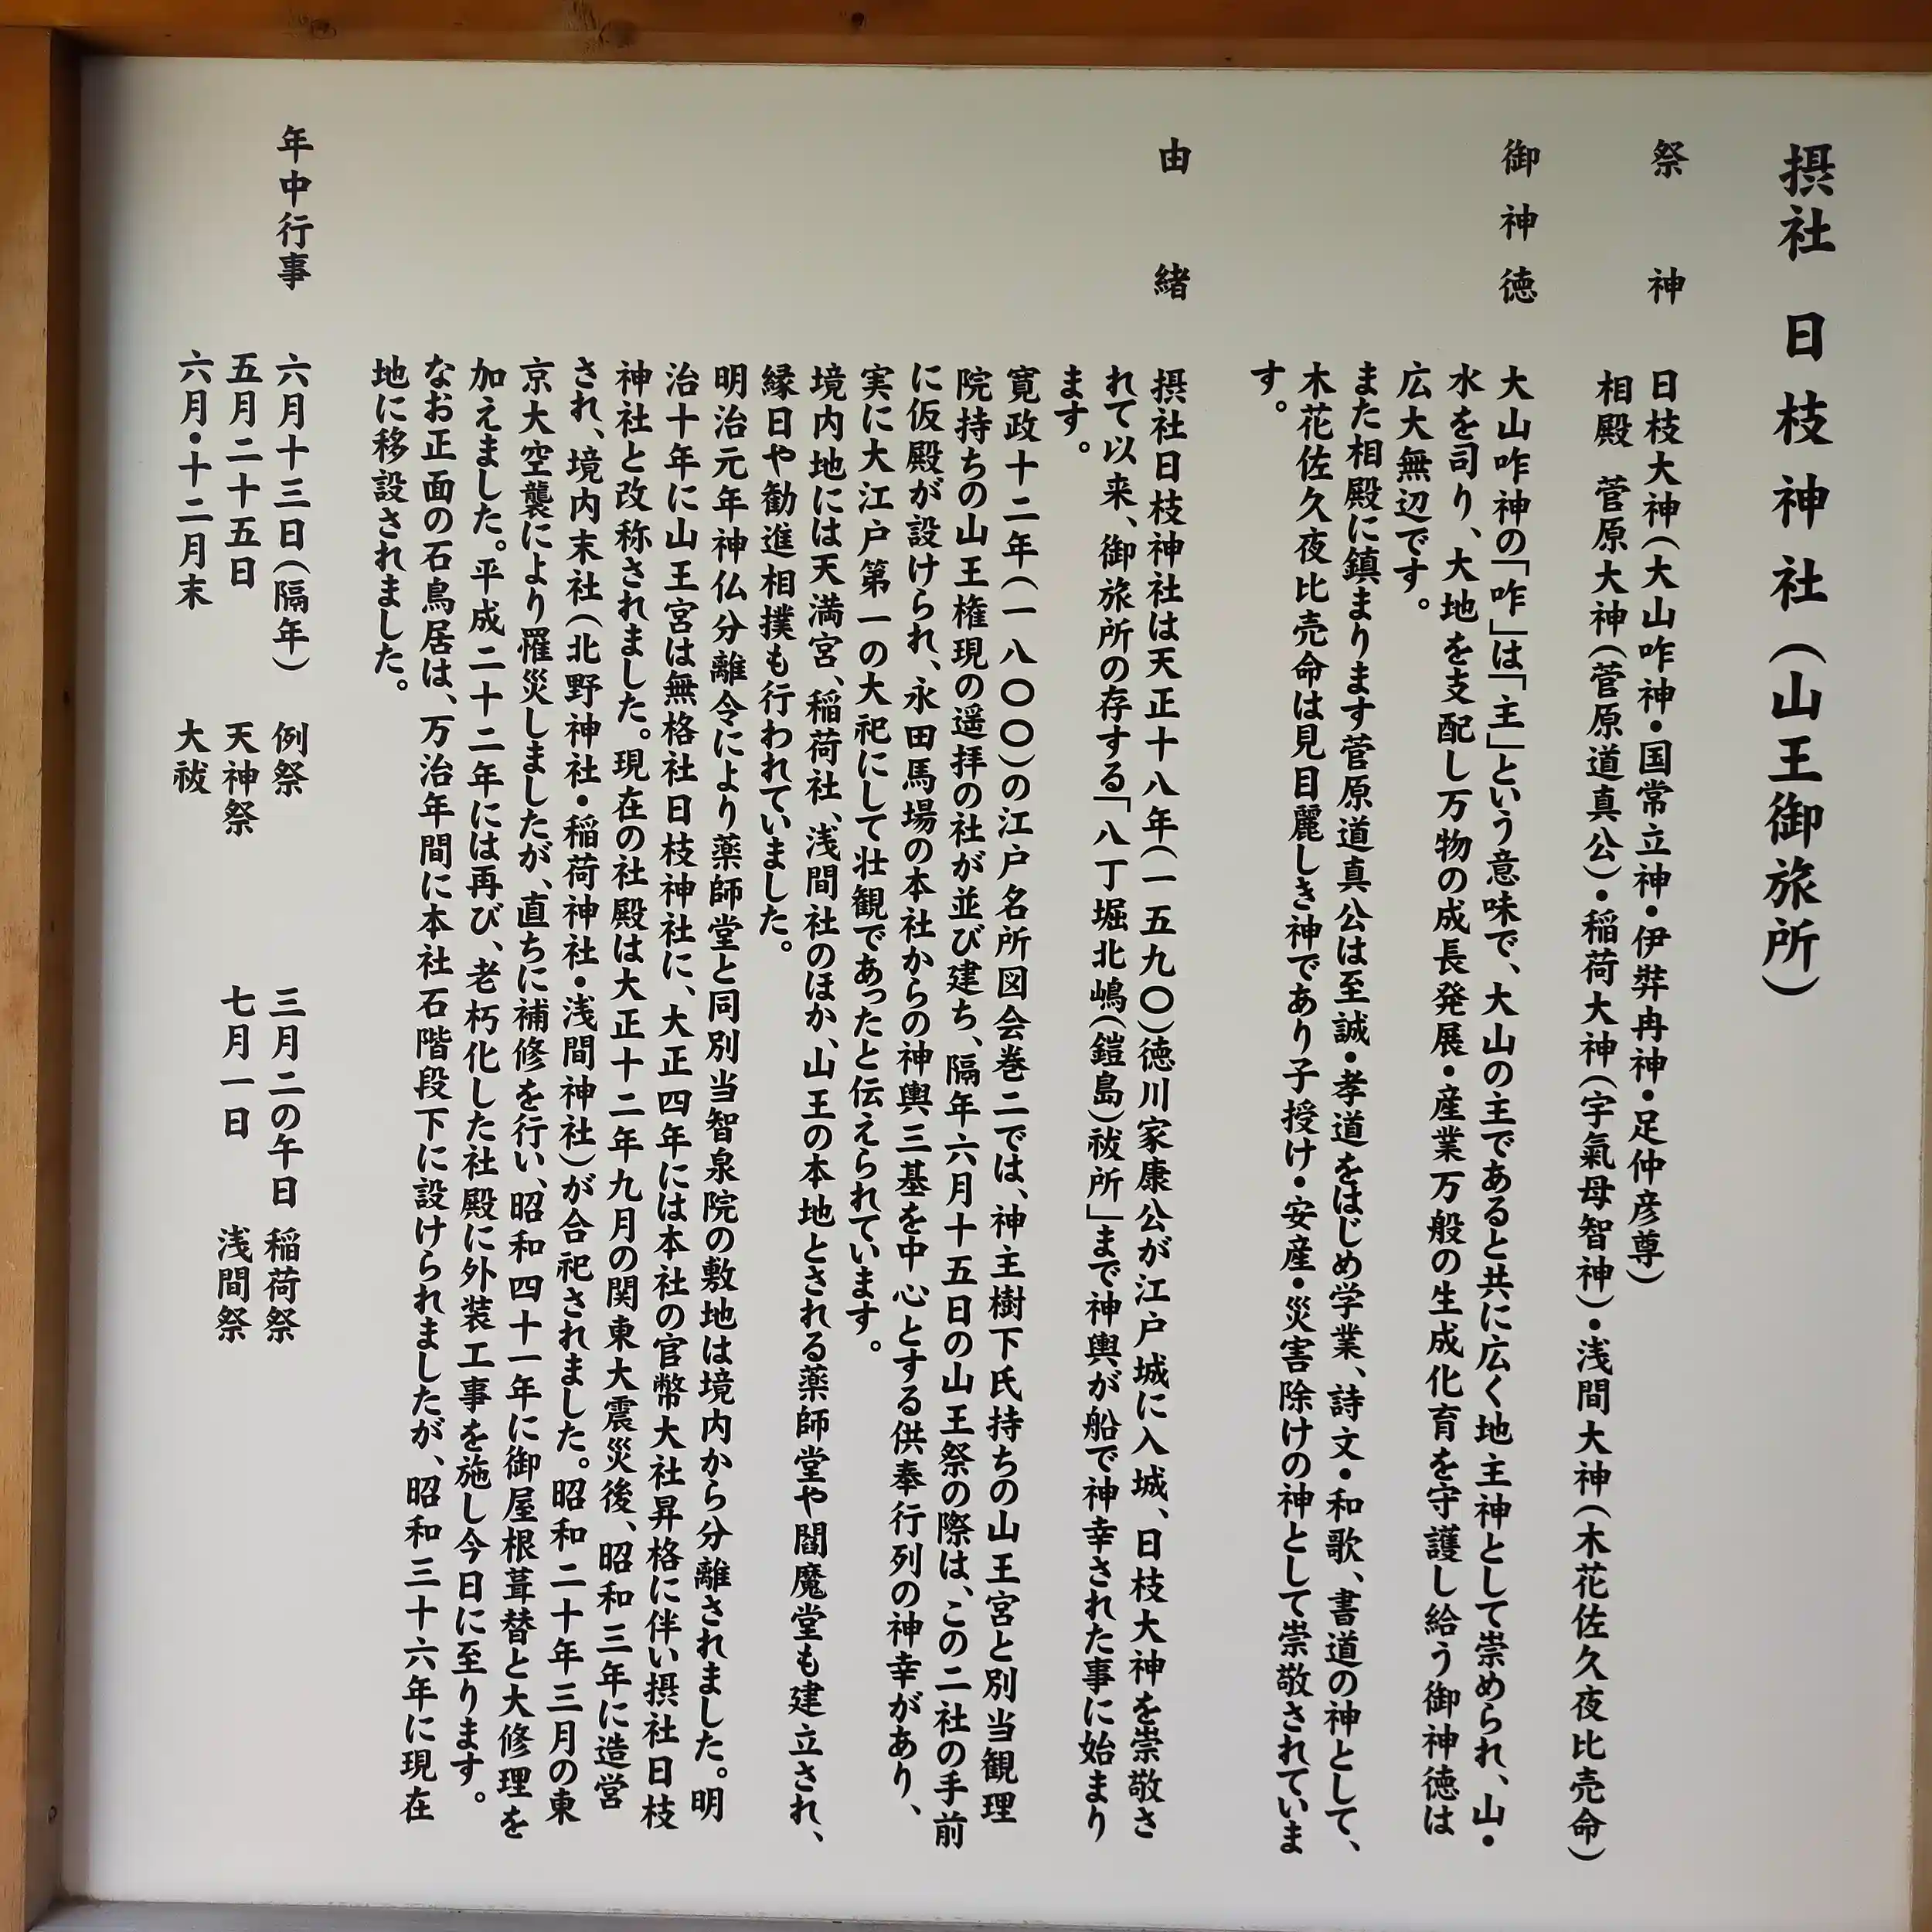 摂社 日枝神社（山王御旅所）
祭神
日枝大神（大山咋神・国常立神・伊弉冉神・足仲彦尊）
相殿 菅原大神（菅原道真公）・稲荷大神（宇氣母智神）・浅間大神（木花佐久夜比売命）
御神徳
大山咋神の「咋」は「主」という意味で、大山の主であると共に広く地主神として崇められ、山・
水を司り、大地を支配し万物の成長発展・産業万般の生成化育を守護し給う御神徳は
広大無辺です。
また相殿に鎮まります菅原道真公は至誠・孝道をはじめ学業、詩文・和歌、書道の神として、
木花佐久夜比売命は見目麗しき神であり子授け・安産・災害除けの神として崇敬されていま
す。
由緒
摂社日枝神社は天正十八年（一五九〇）徳川家康公が江戸城に入城、日枝大神を崇敬さ
れて以来、御旅所の存する「八丁堀北嶋（鎧島）祓所」まで神輿が船で神幸された事に始まり
ます。
寛政十二年（一八〇〇）の江戸名所図会巻二では、神主樹下氏持ちの山王宮と別当観理
院持ちの山王権現の遥拝の社が並び建ち、隔年六月十五日の山王祭の際は、この二社の手前
に仮殿が設けられ、永田馬場の本社からの神輿三基を中心とする供奉行列の神幸があり、
実に大江戸第一の大祀にして壮観であったと伝えられています。
境内地には天満宮、稲荷社、浅間社のほか、山王の本地とされる薬師堂や閻魔堂も建立され、
縁日や勧進相撲も行われていました。
明治元年神仏分離令により薬師堂と同別当智泉院の敷地は境内から分離されました。明
治十年に山王宮は無格社日枝神社に、大正四年には本社の官幣大社昇格に伴い摂社日枝
神社と改称されました。現在の社殿は大正十二年九月の関東大震災後、昭和三年に造営
され、境内末社（北野神社・稲荷神社・浅間神社）が合祀されました。昭和二十年三月の東
京大空襲により罹災しましたが、直ちに補修を行い、昭和四十一年に御屋根葺替と大修理を
加えました。平成二十二年には再び、老朽化した社殿に外装工事を施し今日に至ります。
なお正面の石鳥居は、万治年間に本社石階段下に設けられましたが、昭和三十六年に現在
地に移設されました。
年中行事
六月十三日（隔年） 例祭 三月二の午日 稲荷祭
五月二十五日 天神祭 七月一日 浅間祭
六月・十二月末 大祓